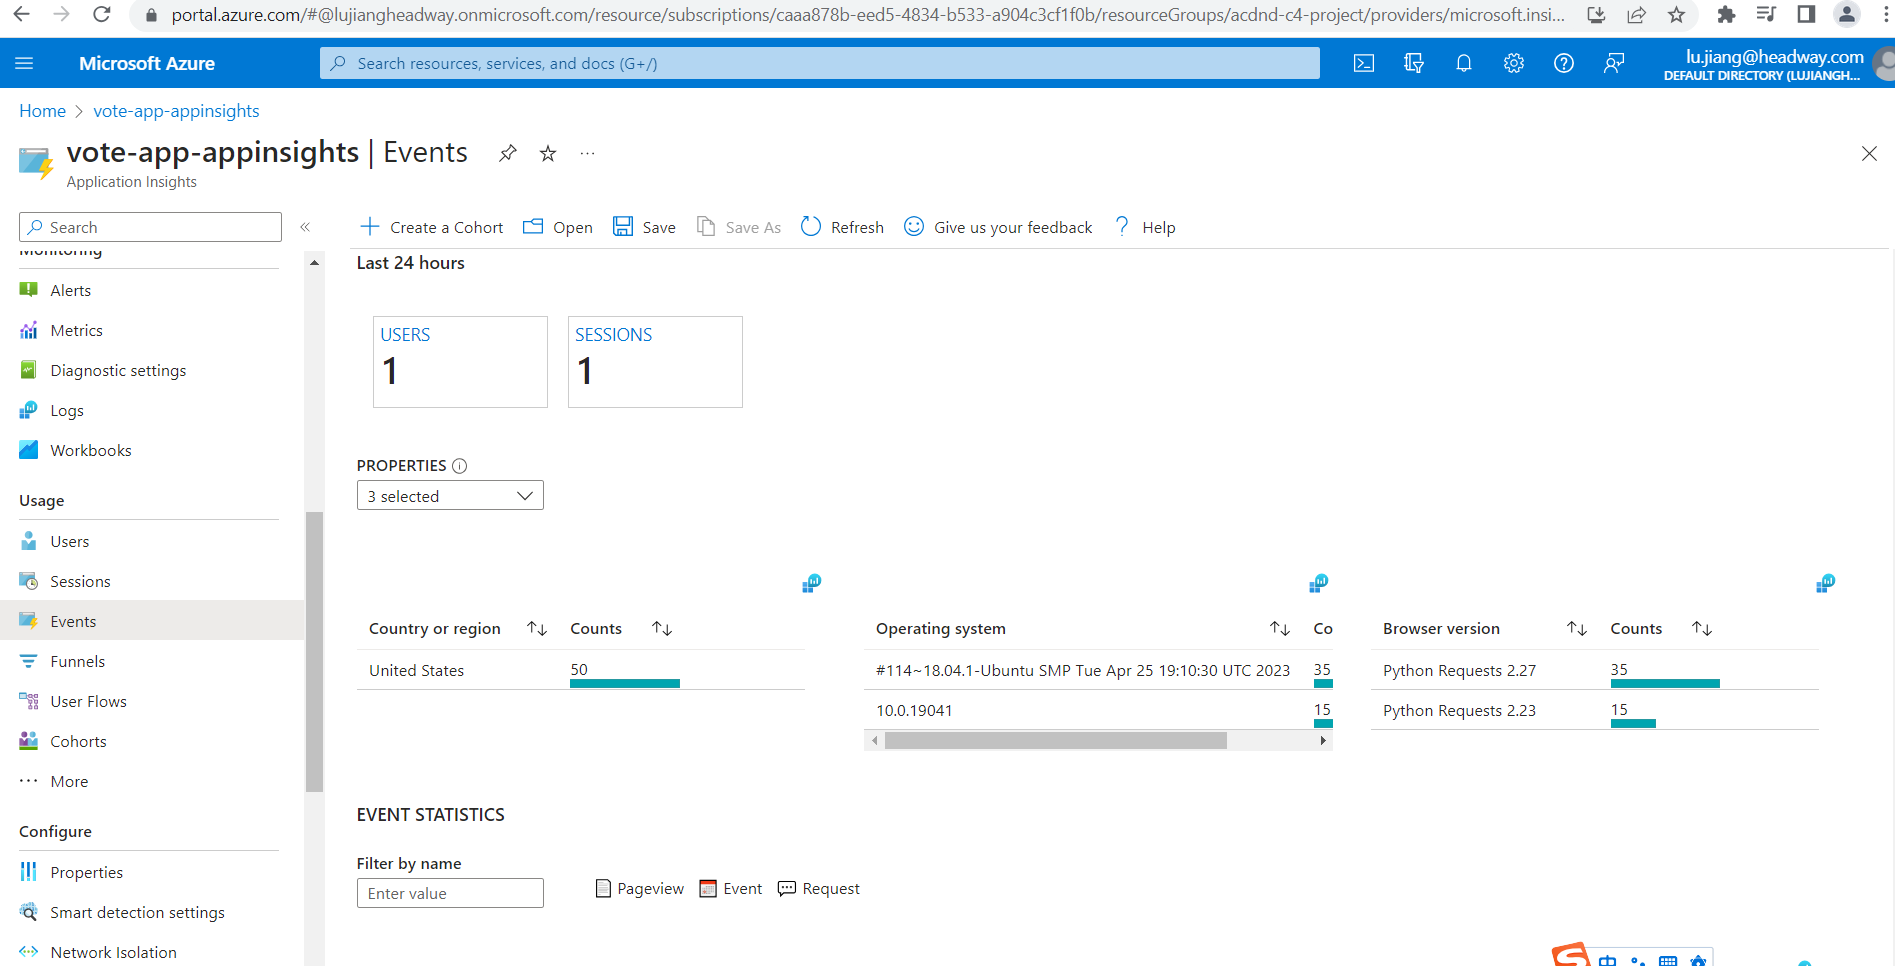 portal.azure.com/#@lujiangheadway.onmicrosoft.com/resource/subscriptions/caaa878b-eed5-4834-b533-a904c3cf1f0b/resourceGroups/acdnd-c4-project/providers/microsoft.insi...
Microsoft Azure
Search resources, services, and docs (G+/)
lu.jiang@headway.com
DEFAULT DIRECTORY (LUJIANGH...
Home > vote-app-appinsights
vote-app-appinsights | Events
Application Insights
Search
Create a Cohort
Open
Save
Save As
Refresh
Give us your feedback
Help
Monitoring
Alerts
Metrics
Diagnostic settings
Logs
Workbooks
Usage
Users
Sessions
Events
Funnels
User Flows
Cohorts
More
Configure
Properties
Smart detection settings
Network Isolation
Last 24 hours
USERS
1
SESSIONS
1
PROPERTIES
3 selected
Country or region Counts
United States 50
Operating system Co
#114~18.04.1-Ubuntu SMP Tue Apr 25 19:10:30 UTC 2023 35
10.0.19041 15
Browser version Counts
Python Requests 2.27 35
Python Requests 2.23 15
EVENT STATISTICS
Filter by name
Enter value
Pageview
Event
Request
中